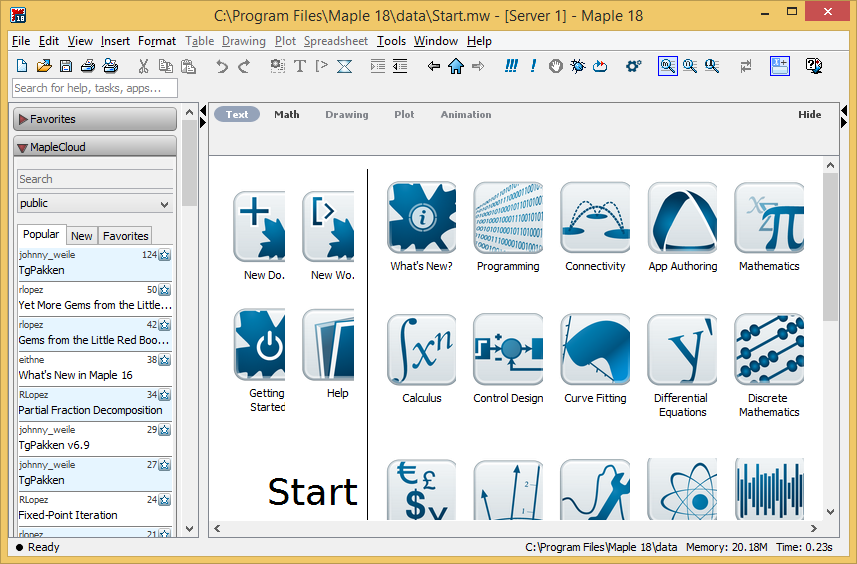 C:\Program Files\Maple 18\data\Start.mw - [Server 1] - Maple 18
File Edit View Insert Format Table Drawing Plot Spreadsheet Tools Window Help
Search for help, tasks, apps...
Favorites
MapleCloud
Search
public
Popular New Favorites
johnny_weile 124
TgPakken
rlopez 50
Yet More Gems from the Little...
rlopez 42
Gems from the Little Red Boo...
eithne 38
What's New in Maple 16
RLopez 34
Partial Fraction Decomposition
johnny_weile 29
TgPakken v6.9
johnny_weile 27
TgPakken
RLopez 24
Fixed-Point Iteration
rlopez 21
Text Math Drawing Plot Animation Hide
New Do... New Wo...
Getting Started
Help
Start
What's New? Programming Connectivity App Authoring Mathematics
Calculus Control Design Curve Fitting Differential Equations Discrete Mathematics
Ready
C:\Program Files\Maple 18\data Memory: 20.18M Time: 0.23s